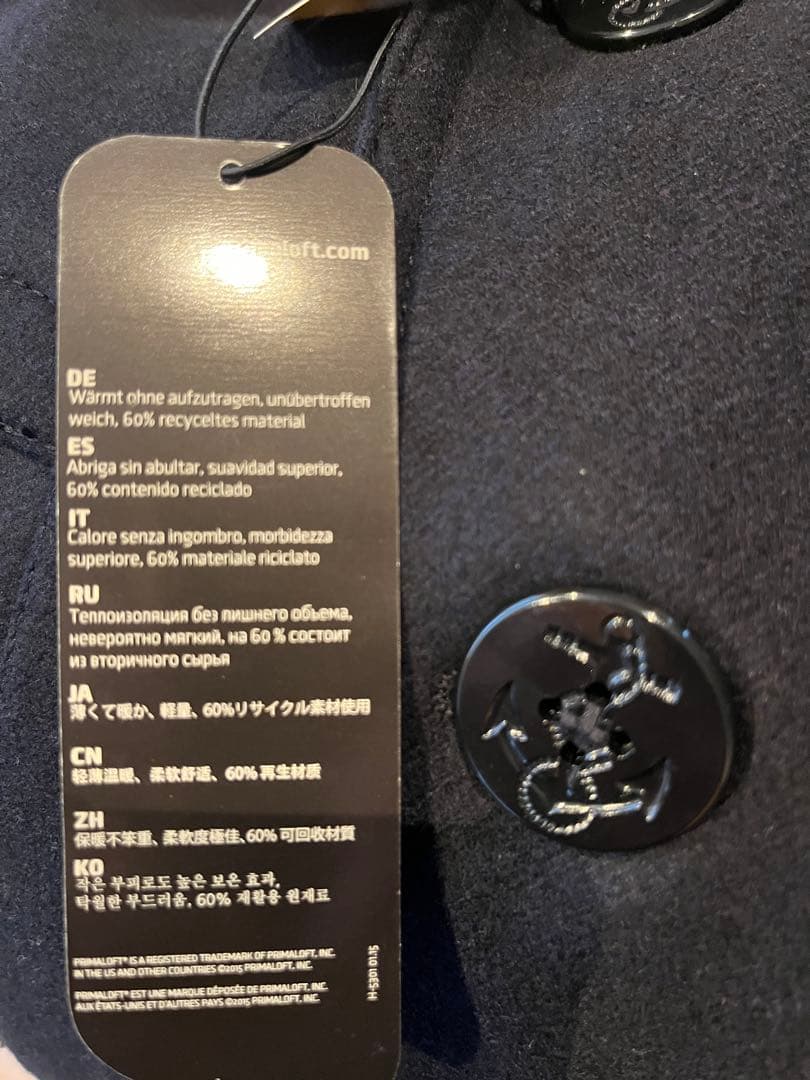 loft.com
DE
Wärmt ohne aufzutragen, unübertroffen
weich, 60% recyceltes material
ES
Abriga sin abultar, suavidad superior,
60% contenido reciclado
IT
Calore senza ingombro, morbidezza
superiore, 60% materiale riciclato
RU
Теплоизоляция без лишнего объема,
невероятно мягкий, на 60 % состоит
из вторичного сырья
JA
薄くて暖か、軽量、60%リサイクル素材使用
CN
轻薄温暖、柔软舒适、60% 再生材质
ZH
保暖不笨重、柔軟度極佳、60% 可回收材質
KO
작은 부피로도 높은 보온 효과,
탁월한 부드러움, 60% 재활용 원재료
PRIMALOFT® IS A REGISTERED TRADEMARK OF PRIMALOFT, INC.
IN THE US AND OTHER COUNTRIES ©2015 PRIMALOFT, INC.
PRIMALOFT® EST UNE MARQUE DÉPOSÉE DE PRIMALOFT, INC.
AUX ÉTATS-UNIS ET D'AUTRES PAYS ©2015 PRIMALOFT, INC.
H-5301 01.15